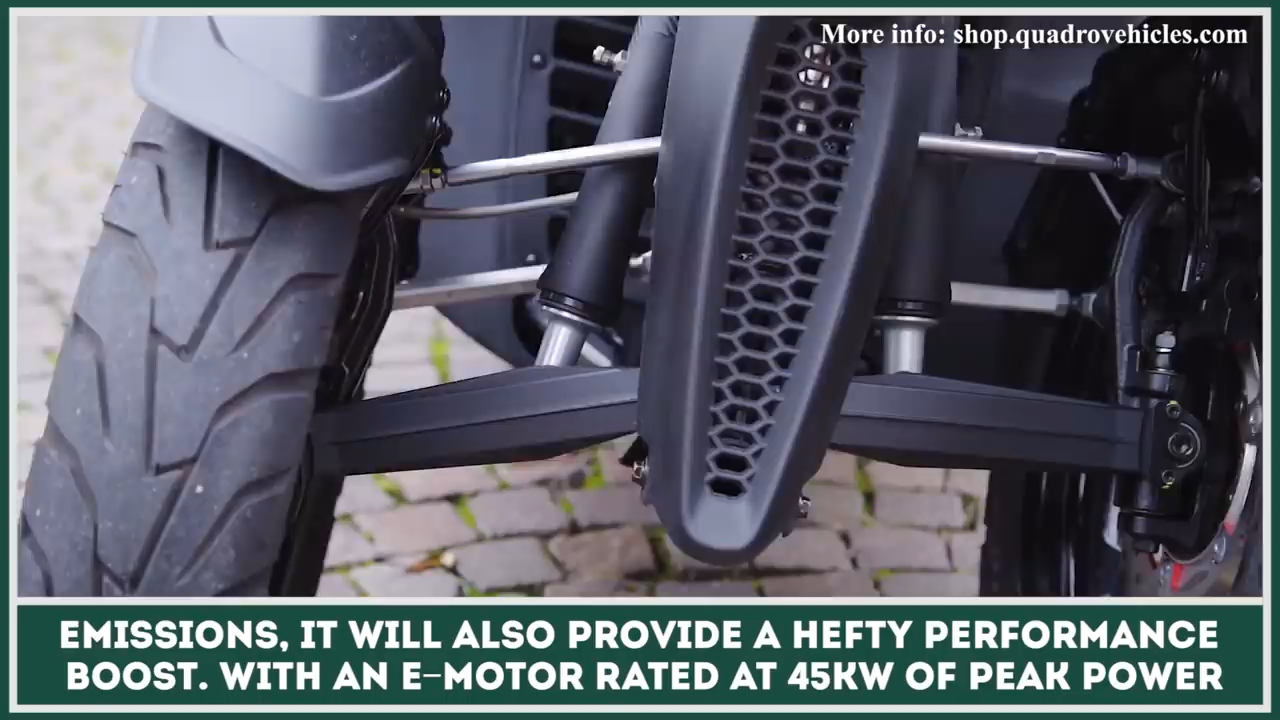 More info: shop.quadrovehicles.com
EMISSIONS, IT WILL ALSO PROVIDE A HEFTY PERFORMANCE
BOOST. WITH AN E-MOTOR RATED AT 45KW OF PEAK POWER